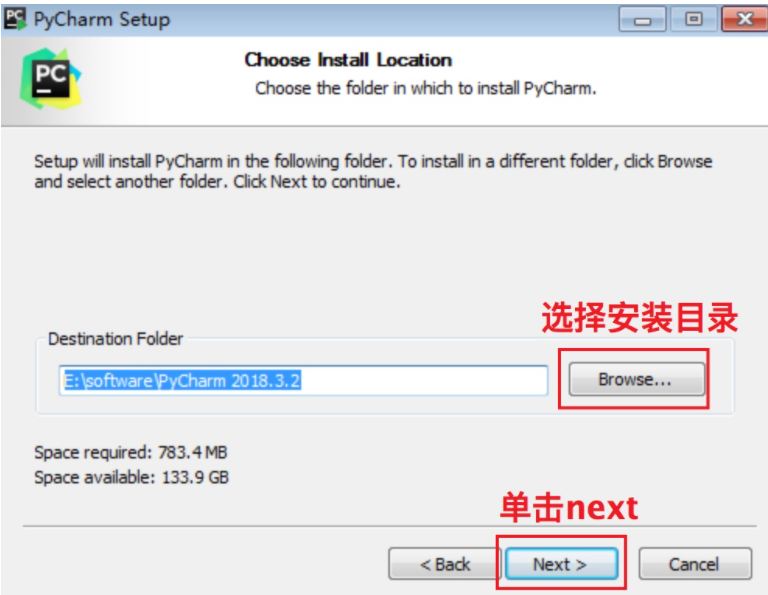 PyCharm Setup
PC
Choose Install Location
Choose the folder in which to install PyCharm.
Setup will install PyCharm in the following folder. To install in a different folder, click Browse
and select another folder. Click Next to continue.
选择安装目录
Destination Folder
E:\software\PyCharm 2018.3.2
Browse...
Space required: 783.4 MB
Space available: 133.9 GB
单击next
< Back
Next >
Cancel